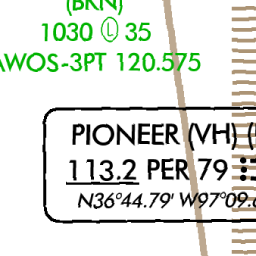 (BKN)
1030 Ⓛ 35
AWOS-3PT 120.575
PIONEER (VH)
113.2 PER 79
N36°44.79' W97°09.